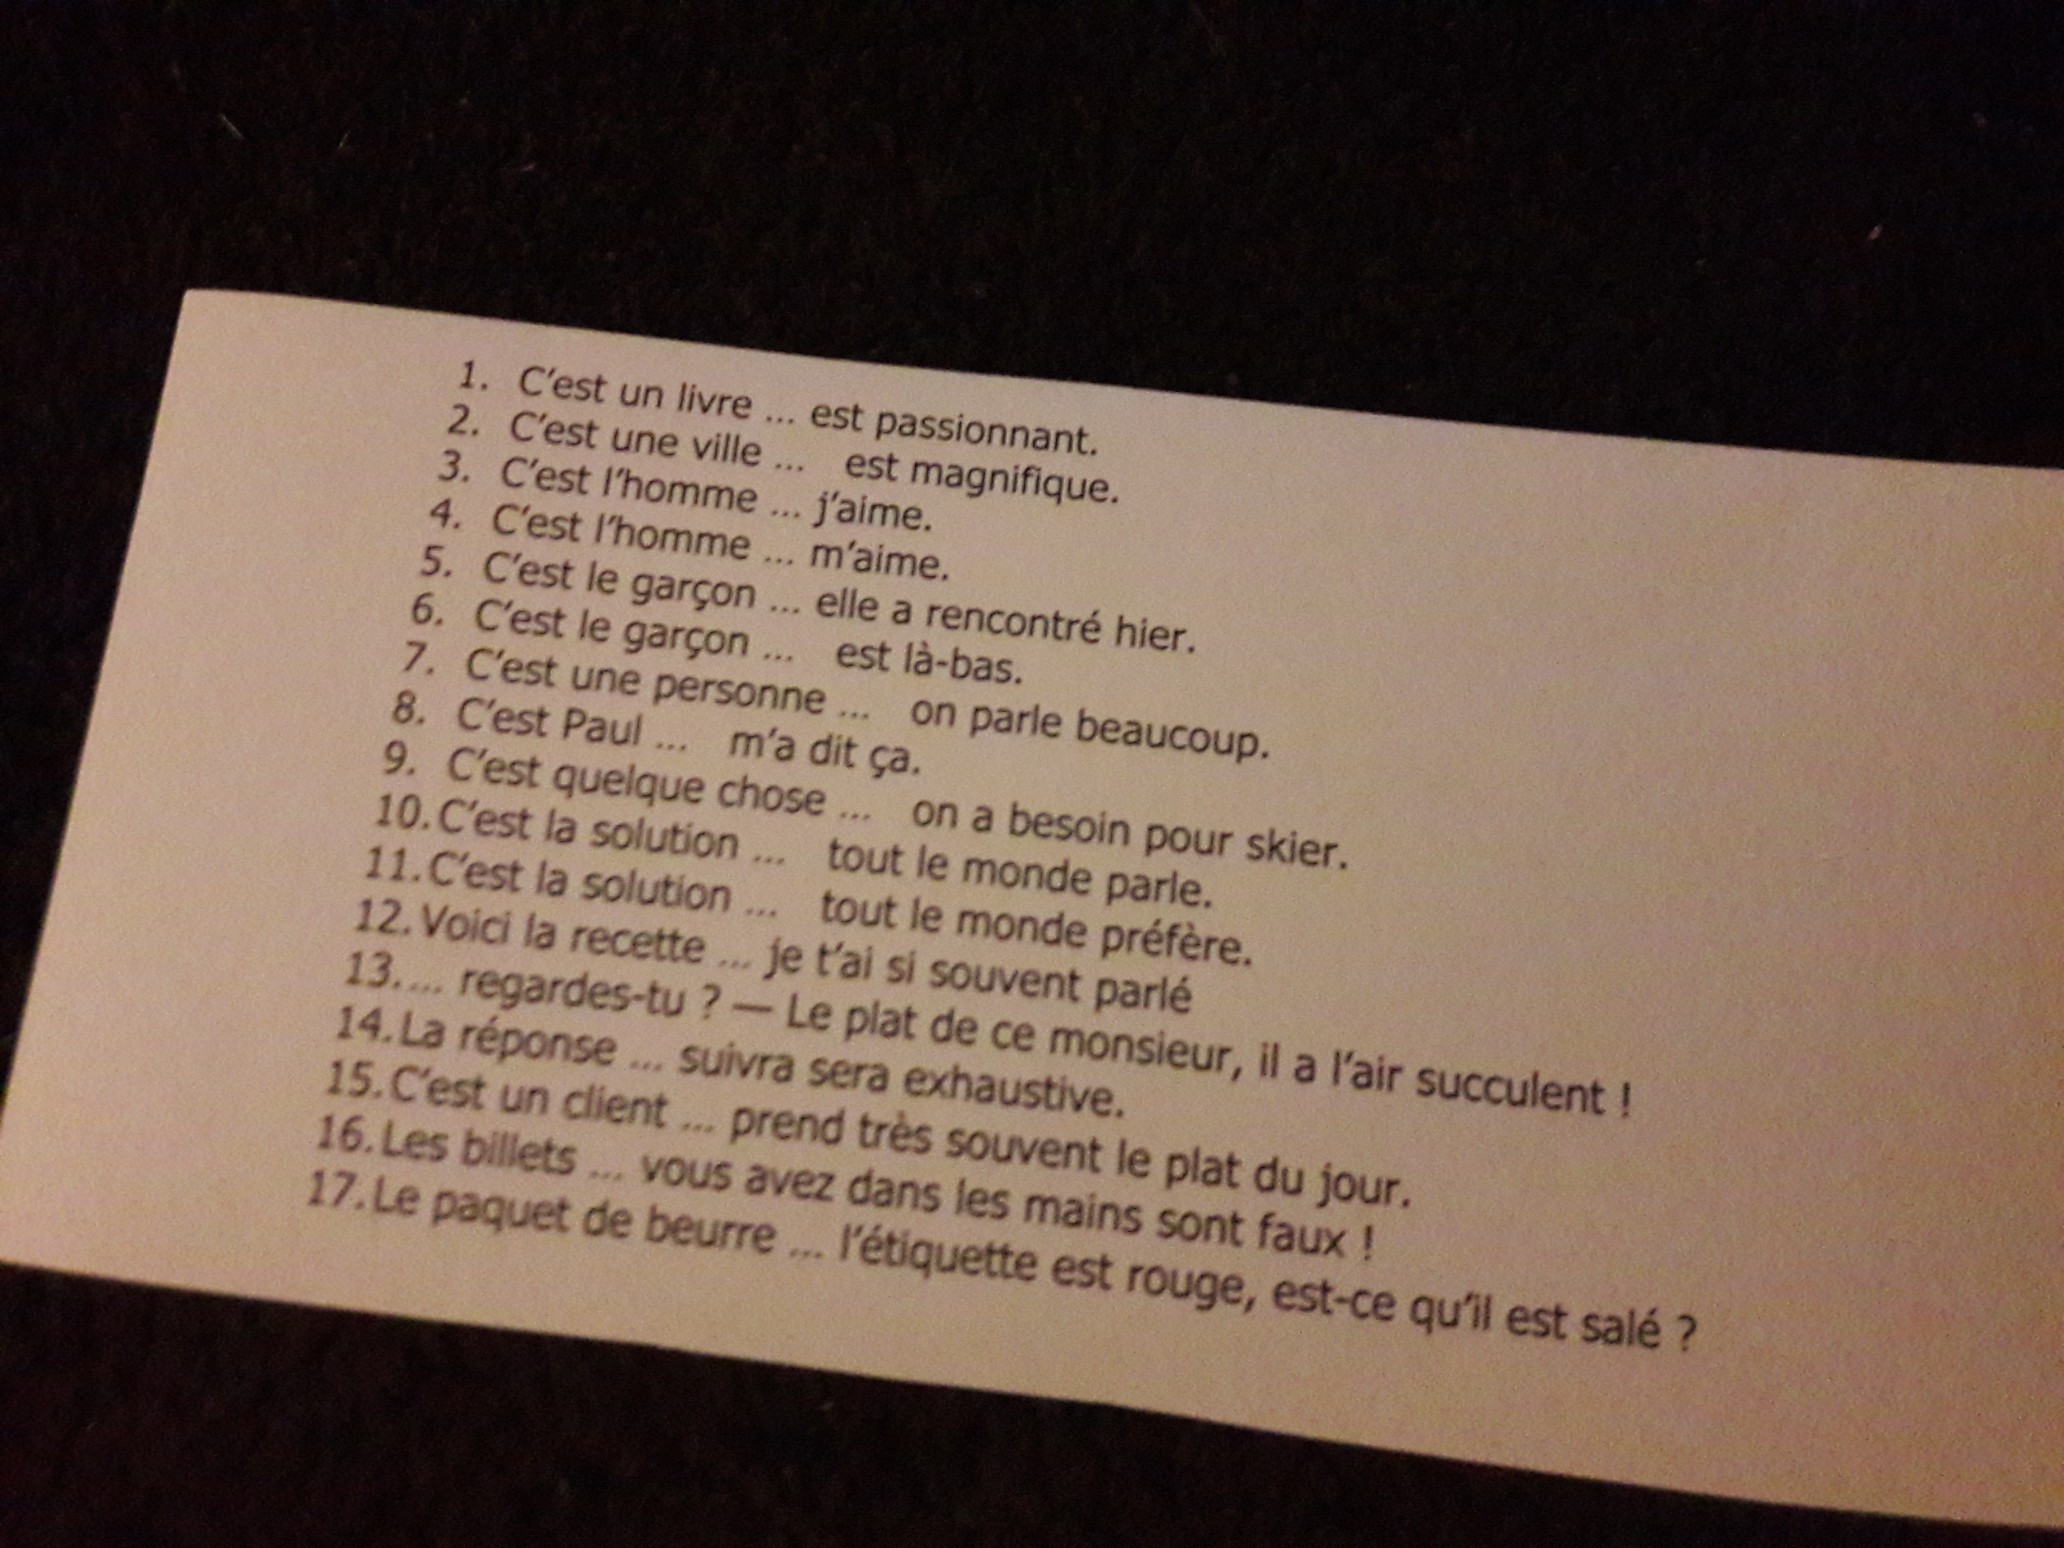 1. C'est un livre ... est passionnant.
2. C'est une ville ... est magnifique.
3. C'est l'homme ... j'aime.
4. C'est l'homme ... m'aime.
5. C'est le garçon ... elle a rencontré hier.
6. C'est le garçon ... est là-bas.
7. C'est une personne ... on parle beaucoup.
8. C'est Paul ... m'a dit ça.
9. C'est quelque chose ... on a besoin pour skier.
10. C'est la solution ... tout le monde parle.
11. C'est la solution ... tout le monde préfère.
12. Voici la recette ... je t'ai si souvent parlé
13. ... regardes-tu ? — Le plat de ce monsieur, il a l'air succulent !
14. La réponse ... suivra sera exhaustive.
15. C'est un client ... prend très souvent le plat du jour.
16. Les billets ... vous avez dans les mains sont faux !
17. Le paquet de beurre ... l'étiquette est rouge, est-ce qu'il est salé ?